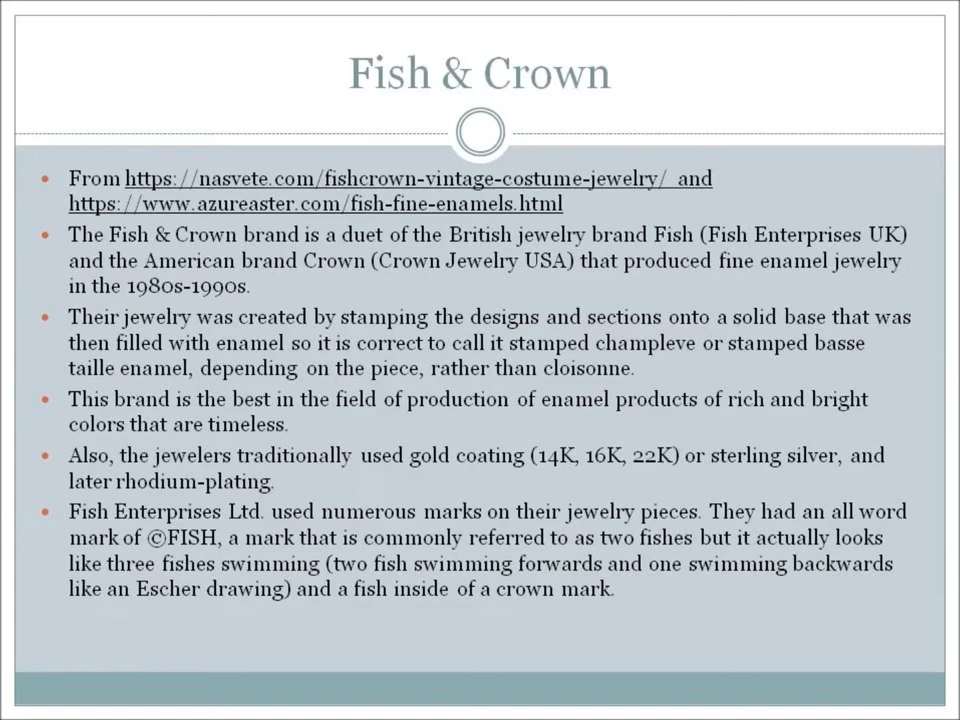 Fish & Crown
From https://nasvete.com/fishcrown-vintage-costume-jewelry/ and
https://www.azureaster.com/fish-fine-enamels.html
The Fish & Crown brand is a duet of the British jewelry brand Fish (Fish Enterprises UK)
and the American brand Crown (Crown Jewelry USA) that produced fine enamel jewelry
in the 1980s-1990s.
Their jewelry was created by stamping the designs and sections onto a solid base that was
then filled with enamel so it is correct to call it stamped champleve or stamped basse
taille enamel, depending on the piece, rather than cloisonne.
This brand is the best in the field of production of enamel products of rich and bright
colors that are timeless.
Also, the jewelers traditionally used gold coating (14K, 16K, 22K) or sterling silver, and
later rhodium-plating.
Fish Enterprises Ltd. used numerous marks on their jewelry pieces. They had an all word
mark of ©FISH, a mark that is commonly referred to as two fishes but it actually looks
like three fishes swimming (two fish swimming forwards and one swimming backwards
like an Escher drawing) and a fish inside of a crown mark.